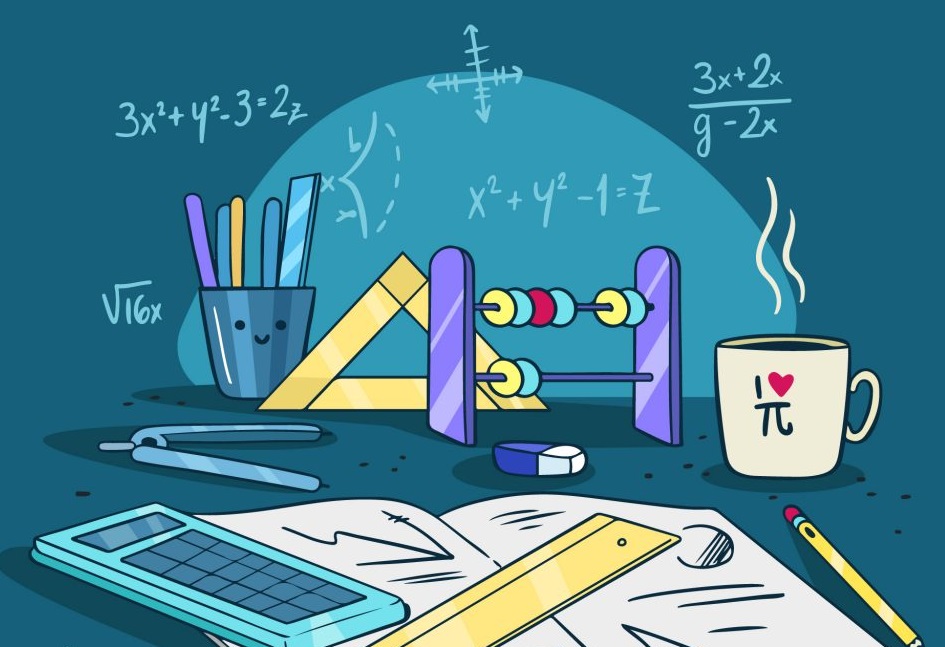 3x²+y²-3=2z
3x+2x
g-2x
b
x
x²+y²-1=Z
√16x
I ♥
π